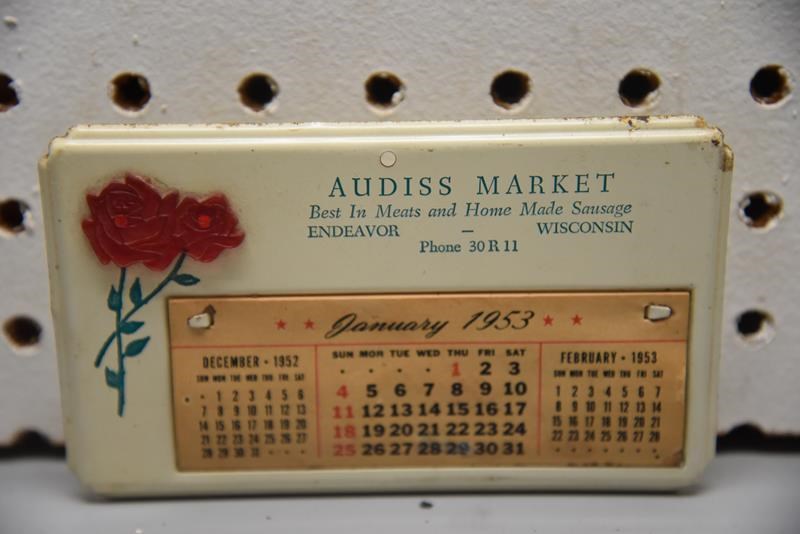 AUDISS MARKET
Best In Meats and Home Made Sausage
ENDEAVOR — WISCONSIN
Phone 30 R 11
January 1953
DECEMBER • 1952
SUN MON TUE WED THU FRI SAT
• 1 2 3 4 5 6
7 8 9 10 11 12 13
14 15 16 17 18 19 20
21 22 23 24 25 26 27
28 29 30 31 • • •
SUN MON TUE WED THU FRI SAT
• • • • 1 2 3
4 5 6 7 8 9 10
11 12 13 14 15 16 17
18 19 20 21 22 23 24
25 26 27 28 29 30 31
FEBRUARY • 1953
SUN MON TUE WED THU FRI SAT
1 2 3 4 5 6 7
8 9 10 11 12 13 14
15 16 17 18 19 20 21
22 23 24 25 26 27 28